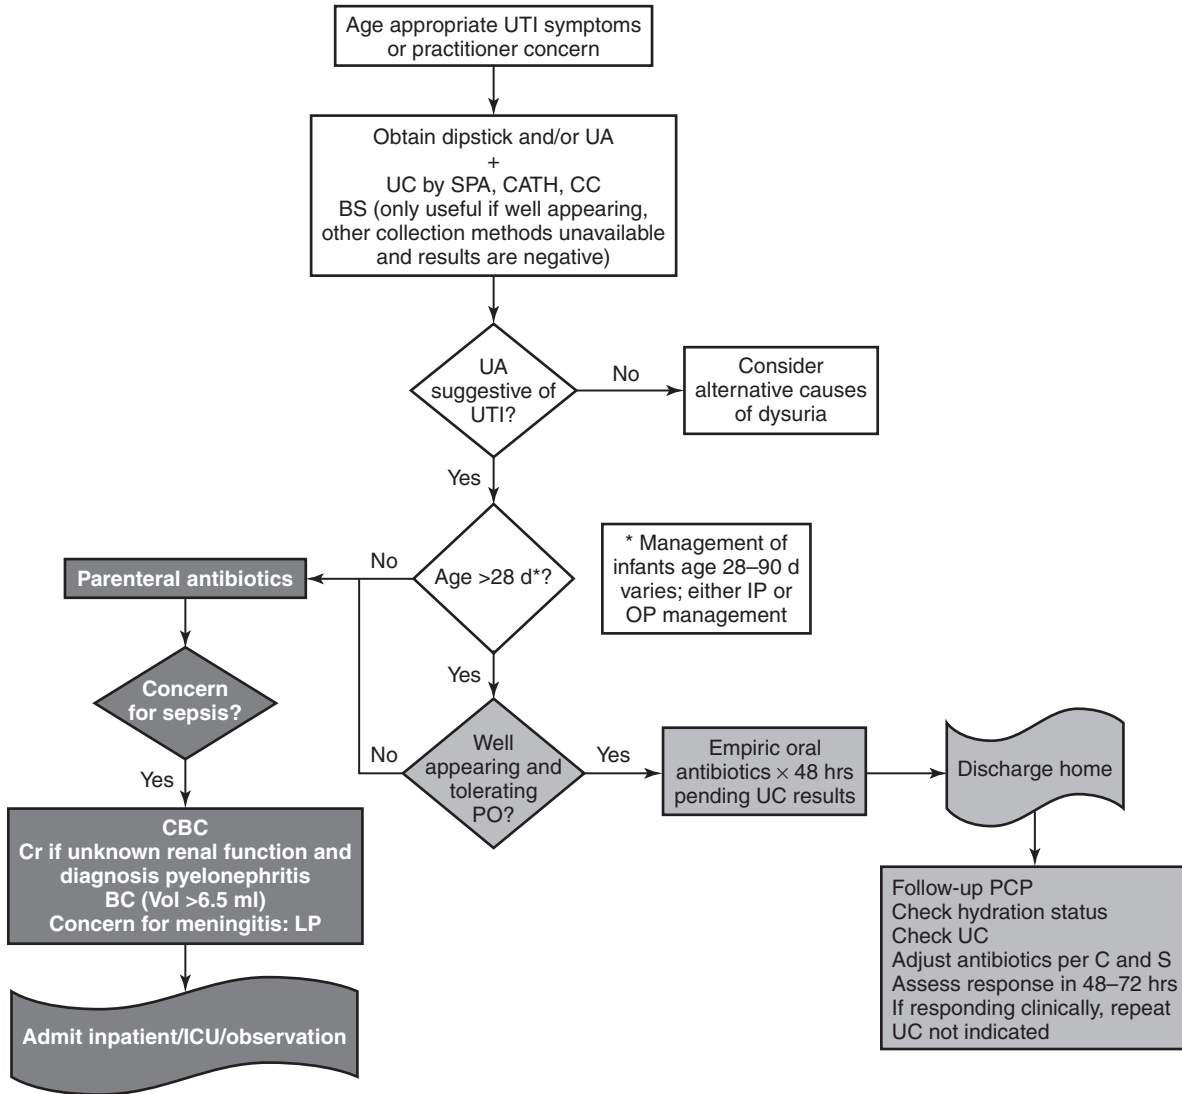 Age appropriate UTI symptoms
or practitioner concern
Obtain dipstick and/or UA
+
UC by SPA, CATH, CC
BS (only useful if well appearing,
other collection methods unavailable
and results are negative)
UA
suggestive of
UTI?
No
Consider
alternative causes
of dysuria
Yes
Age >28 d*?
* Management of
infants age 28–90 d
varies; either IP or
OP management
No
Parenteral antibiotics
Concern
for sepsis?
Yes
CBC
Cr if unknown renal function and
diagnosis pyelonephritis
BC (Vol >6.5 ml)
Concern for meningitis: LP
Admit inpatient/ICU/observation
Yes
Well
appearing and
tolerating
PO?
No
Yes
Empiric oral
antibiotics × 48 hrs
pending UC results
Discharge home
Follow-up PCP
Check hydration status
Check UC
Adjust antibiotics per C and S
Assess response in 48–72 hrs
If responding clinically, repeat
UC not indicated